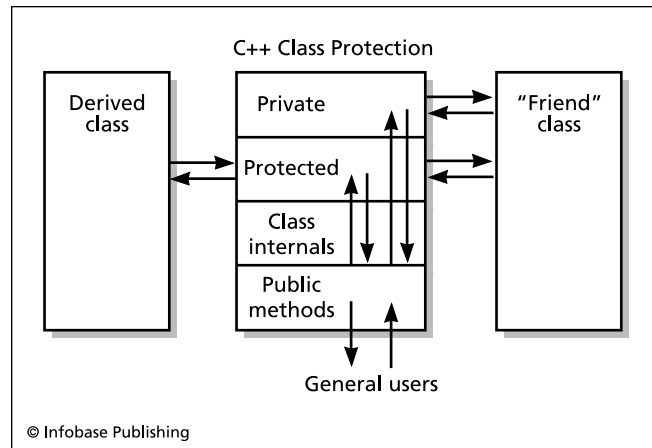 C++ Class Protection
Derived
class
Private
Protected
Class
internals
Public
methods
“Friend”
class
General users
© Infobase Publishing